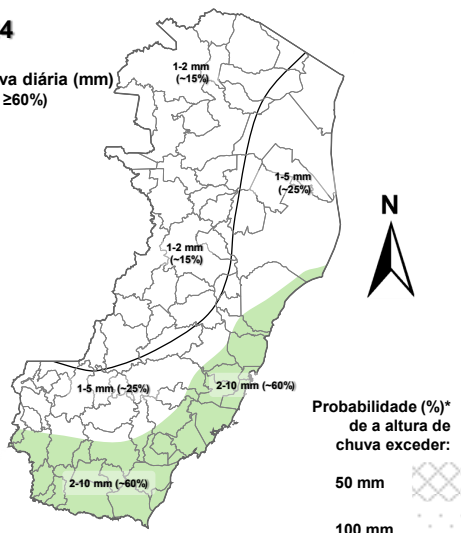 4
va diária (mm)
≥60%)
1-2 mm
(~15%)
1-5 mm
(~25%)
N
1-2 mm
(~15%)
1-5 mm (~25%)
2-10 mm (~60%)
2-10 mm (~60%)
Probabilidade (%)*
de a altura de
chuva exceder:
50 mm
100 mm